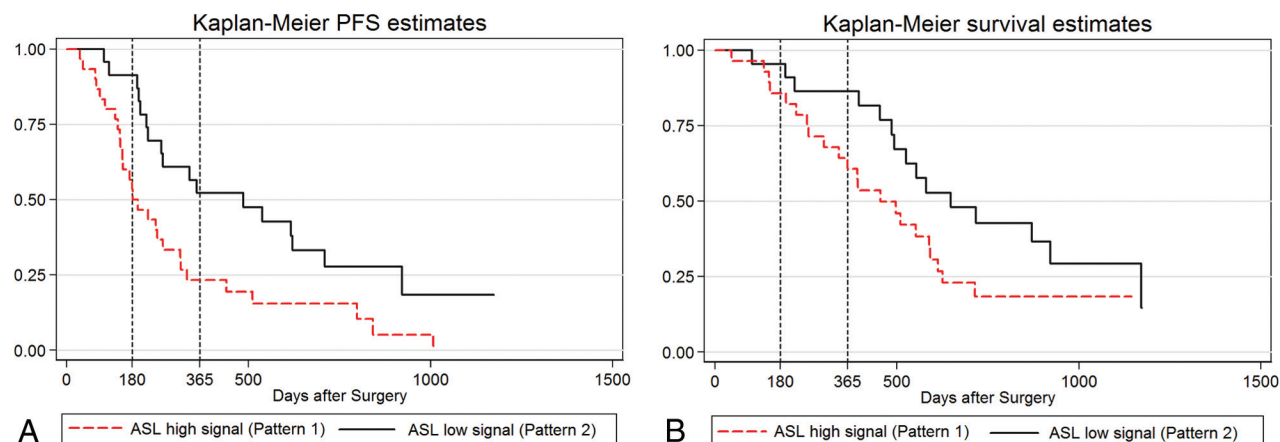 Kaplan-Meier PFS estimates
1.00
0.75
0.50
0.25
0.00
0 180 365 500 1000 1500
Days after Surgery
A
ASL high signal (Pattern 1) ASL low signal (Pattern 2)
Kaplan-Meier survival estimates
1.00
0.75
0.50
0.25
0.00
0 180 365 500 1000 1500
Days after Surgery
B
ASL high signal (Pattern 1) ASL low signal (Pattern 2)